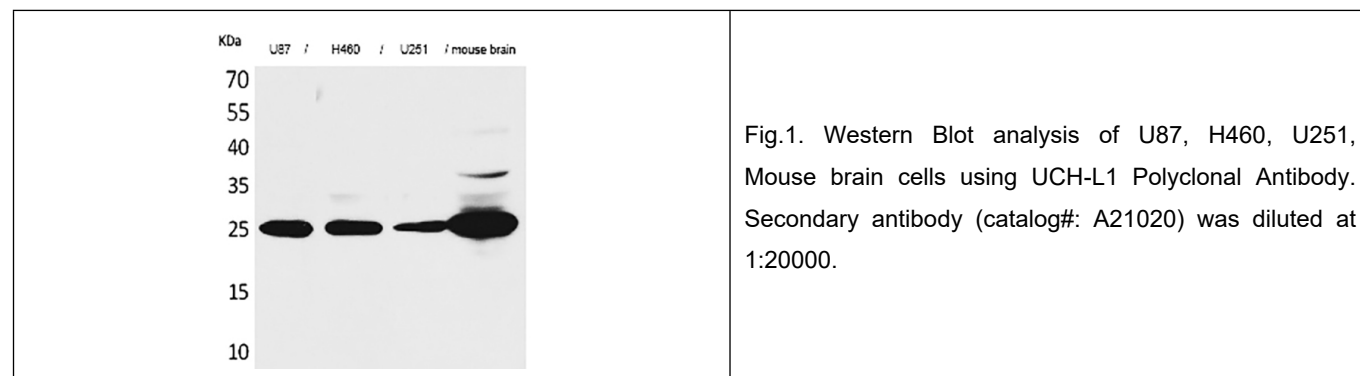 KDa
U87 / H460 / U251 / mouse brain
70
55
40
35
25
15
10
Fig.1. Western Blot analysis of U87, H460, U251,
Mouse brain cells using UCH-L1 Polyclonal Antibody.
Secondary antibody (catalog#: A21020) was diluted at
1:20000.